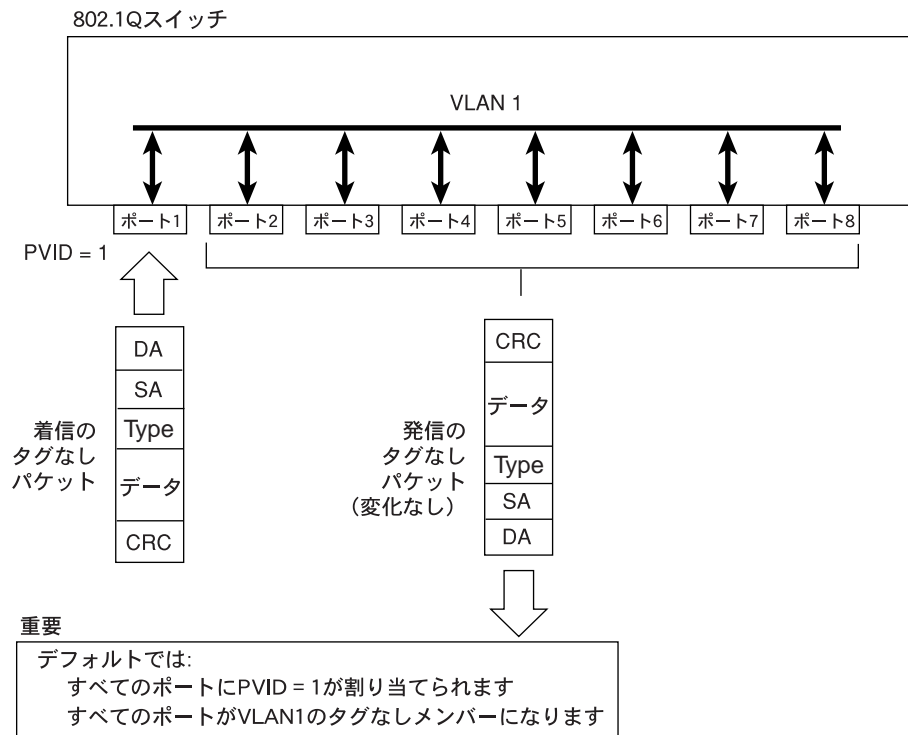 802.1Qスイッチ
VLAN 1
ポート1
ポート2
ポート3
ポート4
ポート5
ポート6
ポート7
ポート8
PVID = 1
着信の
タグなし
パケット
DA
SA
Type
データ
CRC
発信の
タグなし
パケット
（変化なし）
CRC
データ
Type
SA
DA
重要
デフォルトでは:
すべてのポートにPVID = 1が割り当てられます
すべてのポートがVLAN1のタグなしメンバーになります